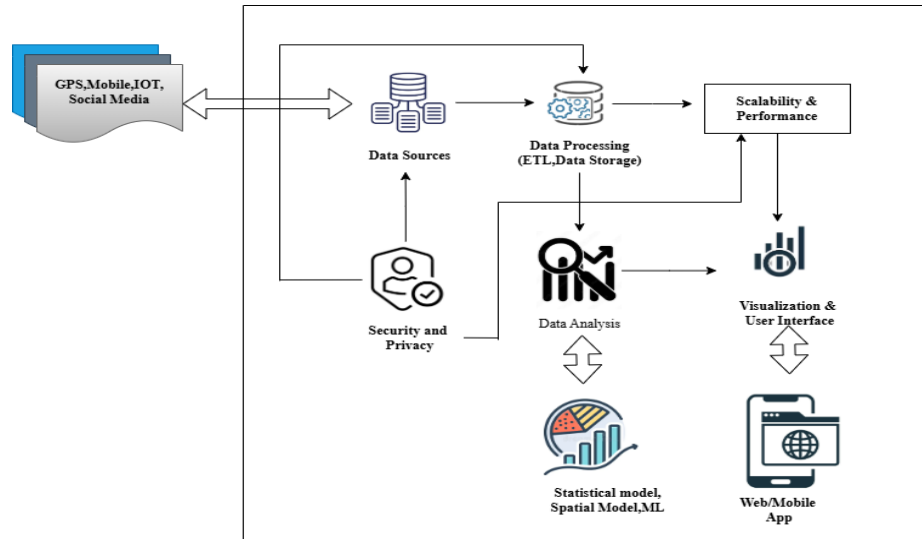 GPS,Mobile,IOT,
Social Media
Data Sources
Data Processing
(ETL,Data Storage)
Scalability &
Performance
Security and
Privacy
Data Analysis
Visualization &
User Interface
Statistical model,
Spatial Model,ML
Web/Mobile
App